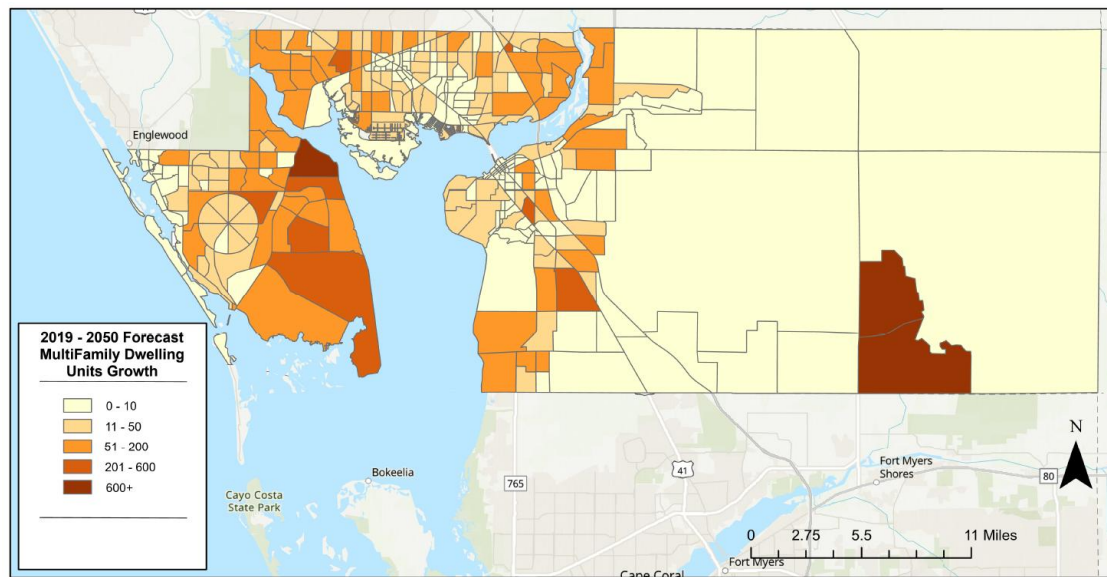 Englewood
2019 - 2050 Forecast
MultiFamily Dwelling
Units Growth
0 - 10
11 - 50
51 - 200
201 - 600
600+
Bokeelia
Cayo Costa
State Park
765
41
Fort Myers
Shores
80
N
0 2.75 5.5 11 Miles
Fort Myers
Cape Coral